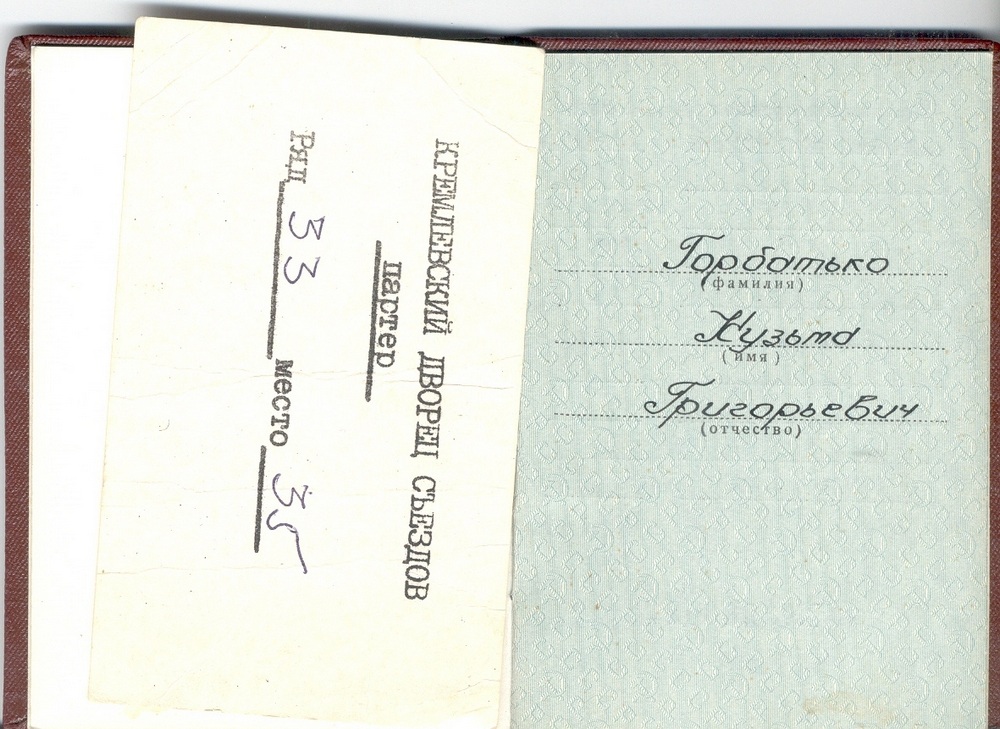 КРЕМЛЕВСКИЙ ДВОРЕЦ СЪЕЗДОВ
партер
Ряд 33 место 35
Горбатько
(фамилия)
Кузьма
(имя)
Григорьевич
(отчество)